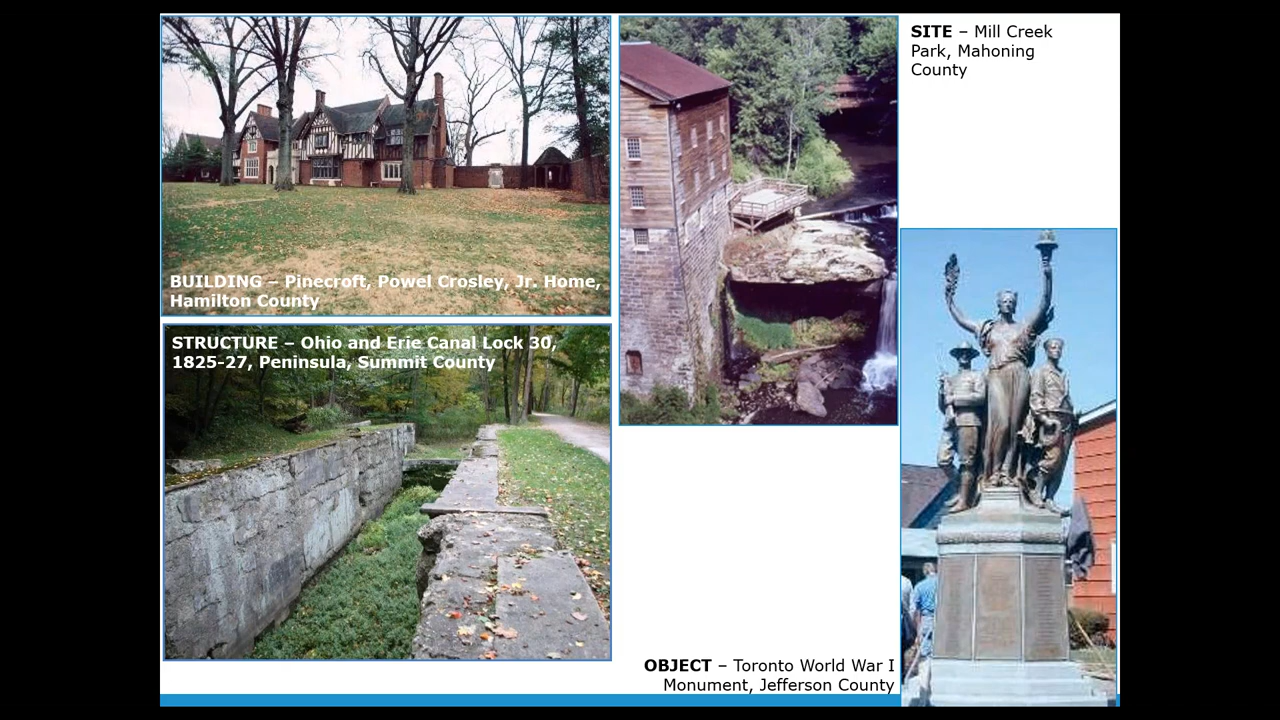 BUILDING – Pinecroft, Powel Crosley, Jr. Home,
Hamilton County
STRUCTURE – Ohio and Erie Canal Lock 30,
1825-27, Peninsula, Summit County
SITE – Mill Creek
Park, Mahoning
County
OBJECT – Toronto World War I
Monument, Jefferson County